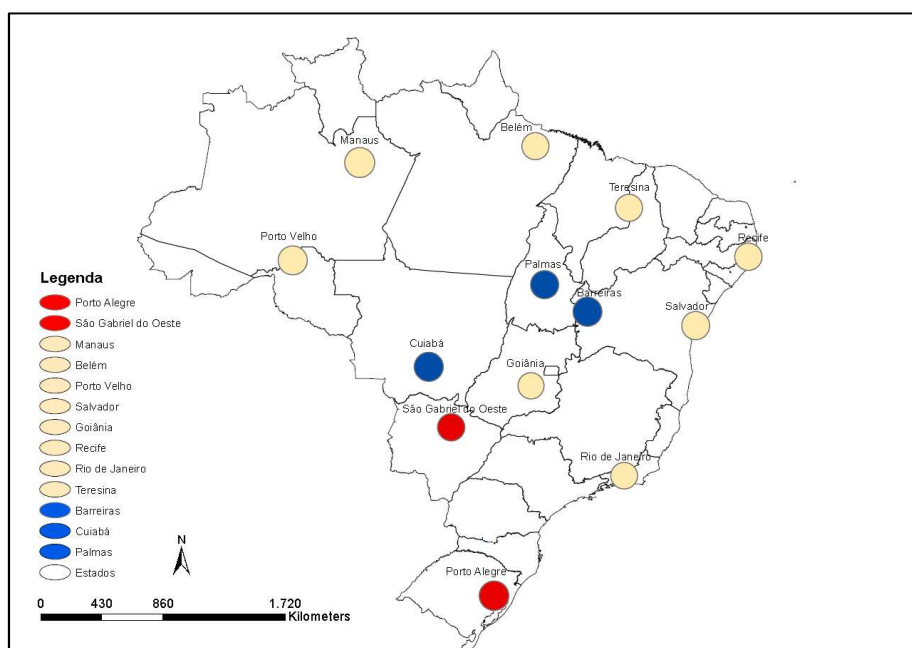 Belém
Manaus
Teresina
Porto Velho
Recife
Palmas
Barreiras
Salvador
Cuiabá
Goiânia
São Gabriel do Oeste
Rio de Janeiro
Porto Alegre
Legenda
Porto Alegre
São Gabriel do Oeste
Manaus
Belém
Porto Velho
Salvador
Goiânia
Recife
Rio de Janeiro
Teresina
Barreiras
Cuiabá
Palmas
Estados
N
0 430 860 1.720
Kilometers